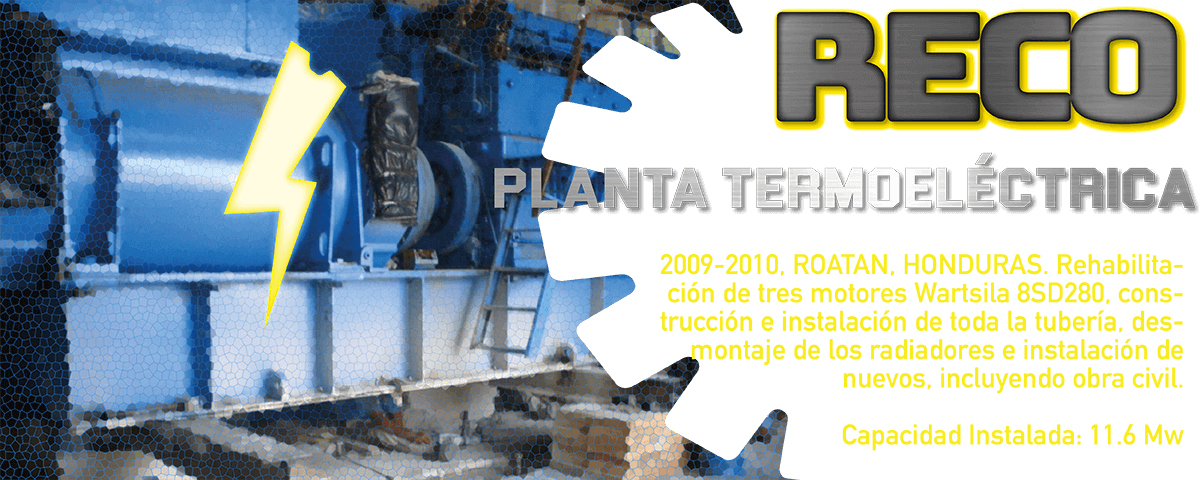 RECO
PLANTA TERMOELÉCTRICA
2009-2010, ROATAN, HONDURAS. Rehabilita-
ción de tres motores Wartsila 8SD280, cons-
trucción e instalación de toda la tubería, des-
montaje de los radiadores e instalación de
nuevos, incluyendo obra civil.
Capacidad Instalada: 11.6 Mw